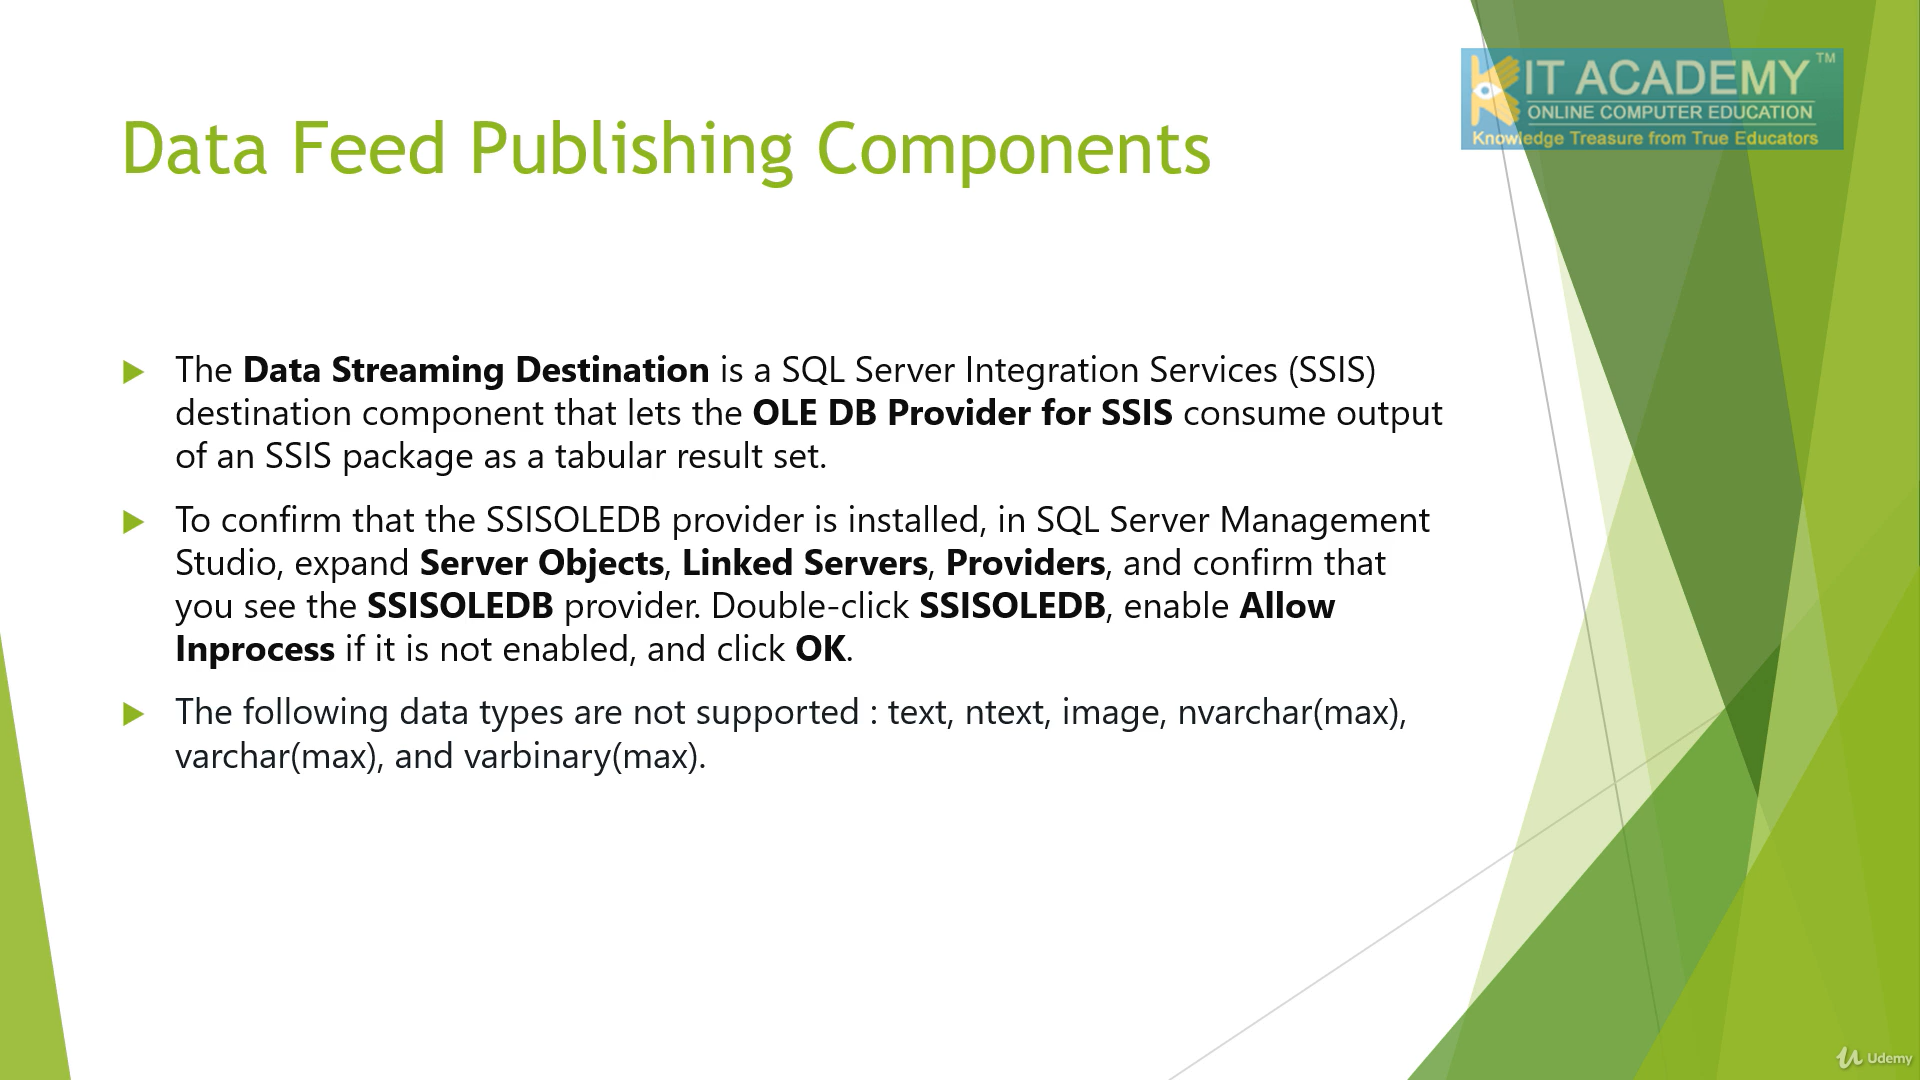 KIT ACADEMY TM
ONLINE COMPUTER EDUCATION
Knowledge Treasure from True Educators
Data Feed Publishing Components
The Data Streaming Destination is a SQL Server Integration Services (SSIS)
destination component that lets the OLE DB Provider for SSIS consume output
of an SSIS package as a tabular result set.
To confirm that the SSISOLEDB provider is installed, in SQL Server Management
Studio, expand Server Objects, Linked Servers, Providers, and confirm that
you see the SSISOLEDB provider. Double-click SSISOLEDB, enable Allow
Inprocess if it is not enabled, and click OK.
The following data types are not supported : text, ntext, image, nvarchar(max),
varchar(max), and varbinary(max).
Udemy